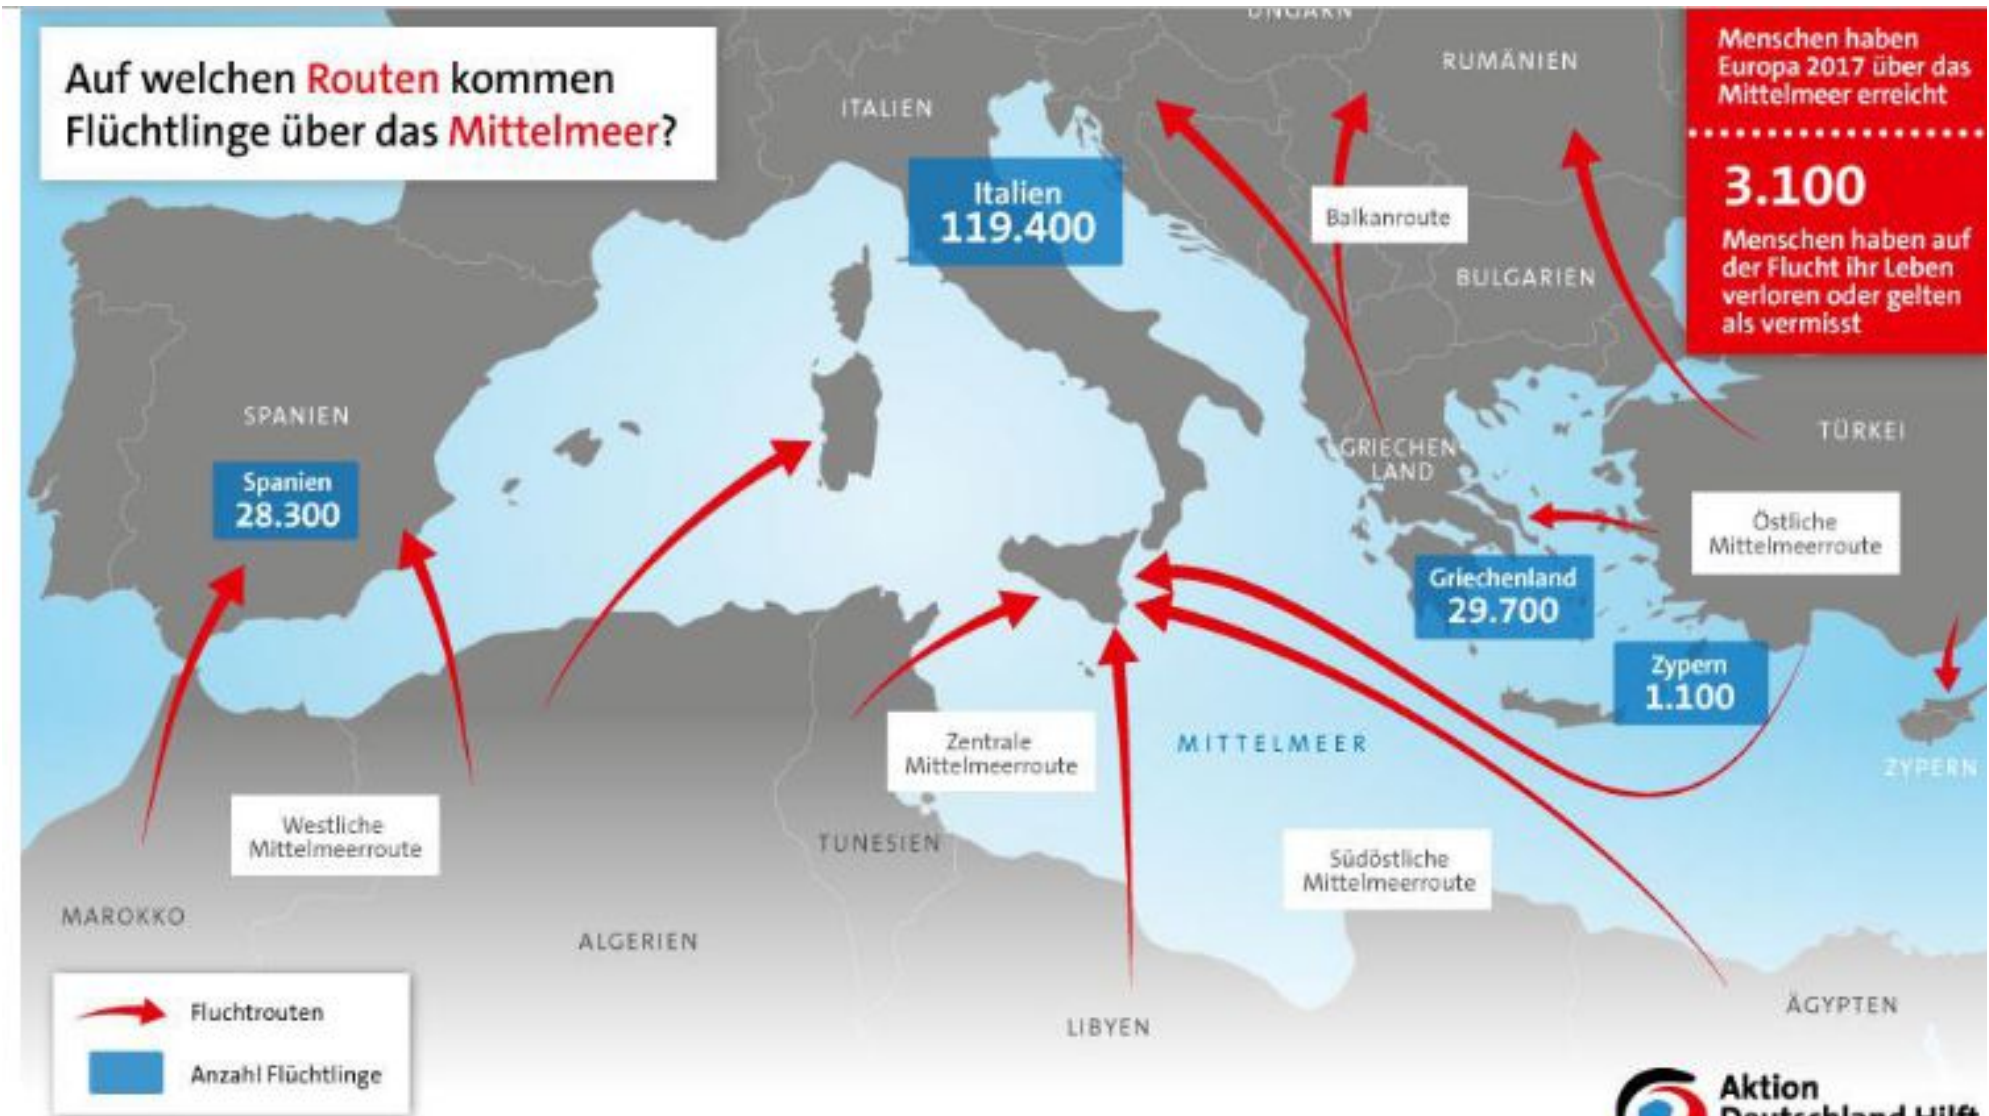 Auf welchen Routen kommen
Flüchtlinge über das Mittelmeer?
UNGARN
RUMÄNIEN
ITALIEN
Menschen haben
Europa 2017 über das
Mittelmeer erreicht
3.100
Menschen haben auf
der Flucht ihr Leben
verloren oder gelten
als vermisst
Italien
119.400
Balkanroute
BULGARIEN
SPANIEN
Spanien
28.300
GRIECHEN
LAND
TÜRKEI
Östliche
Mittelmeerroute
Griechenland
29.700
Zypern
1.100
ZYPERN
Zentrale
Mittelmeerroute
MITTELMEER
Westliche
Mittelmeerroute
TUNESIEN
Südöstliche
Mittelmeerroute
MAROKKO
ALGERIEN
LIBYEN
ÄGYPTEN
Fluchtrouten
Anzahl Flüchtlinge
Aktion
Deutschland Hilft